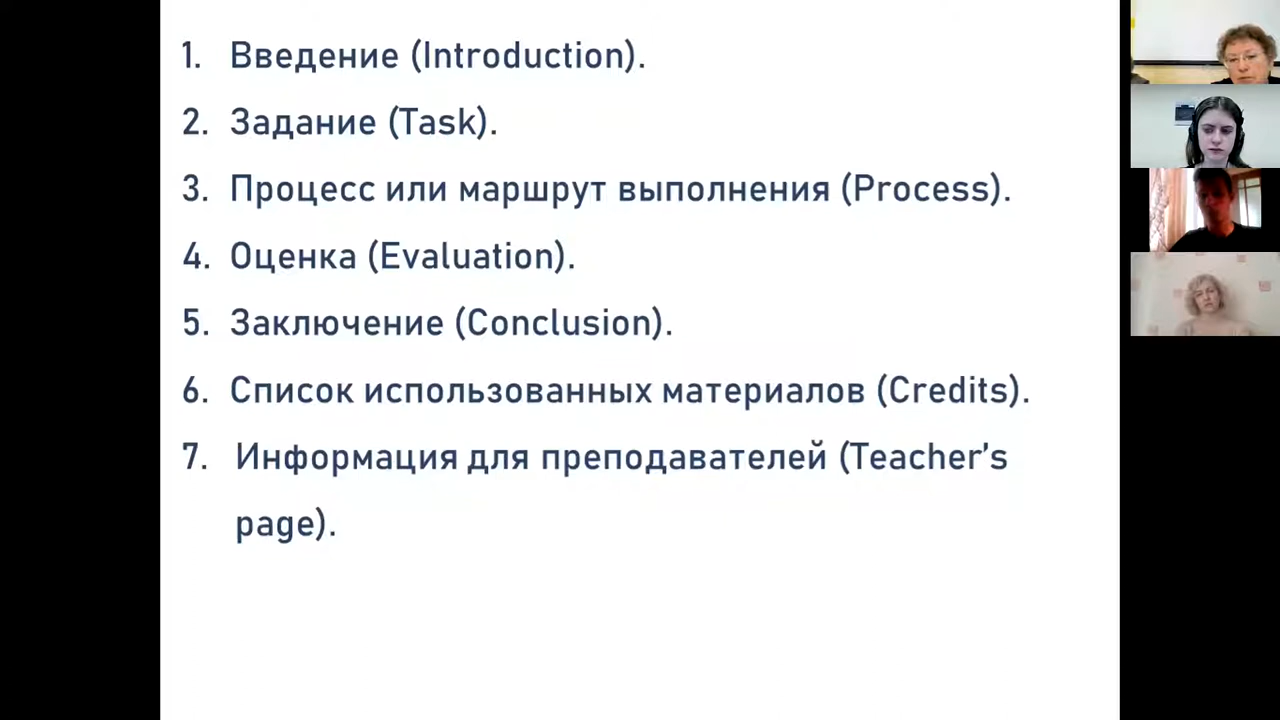 1. Введение (Introduction).
2. Задание (Task).
3. Процесс или маршрут выполнения (Process).
4. Оценка (Evaluation).
5. Заключение (Conclusion).
6. Список использованных материалов (Credits).
7. Информация для преподавателей (Teacher’s
page).